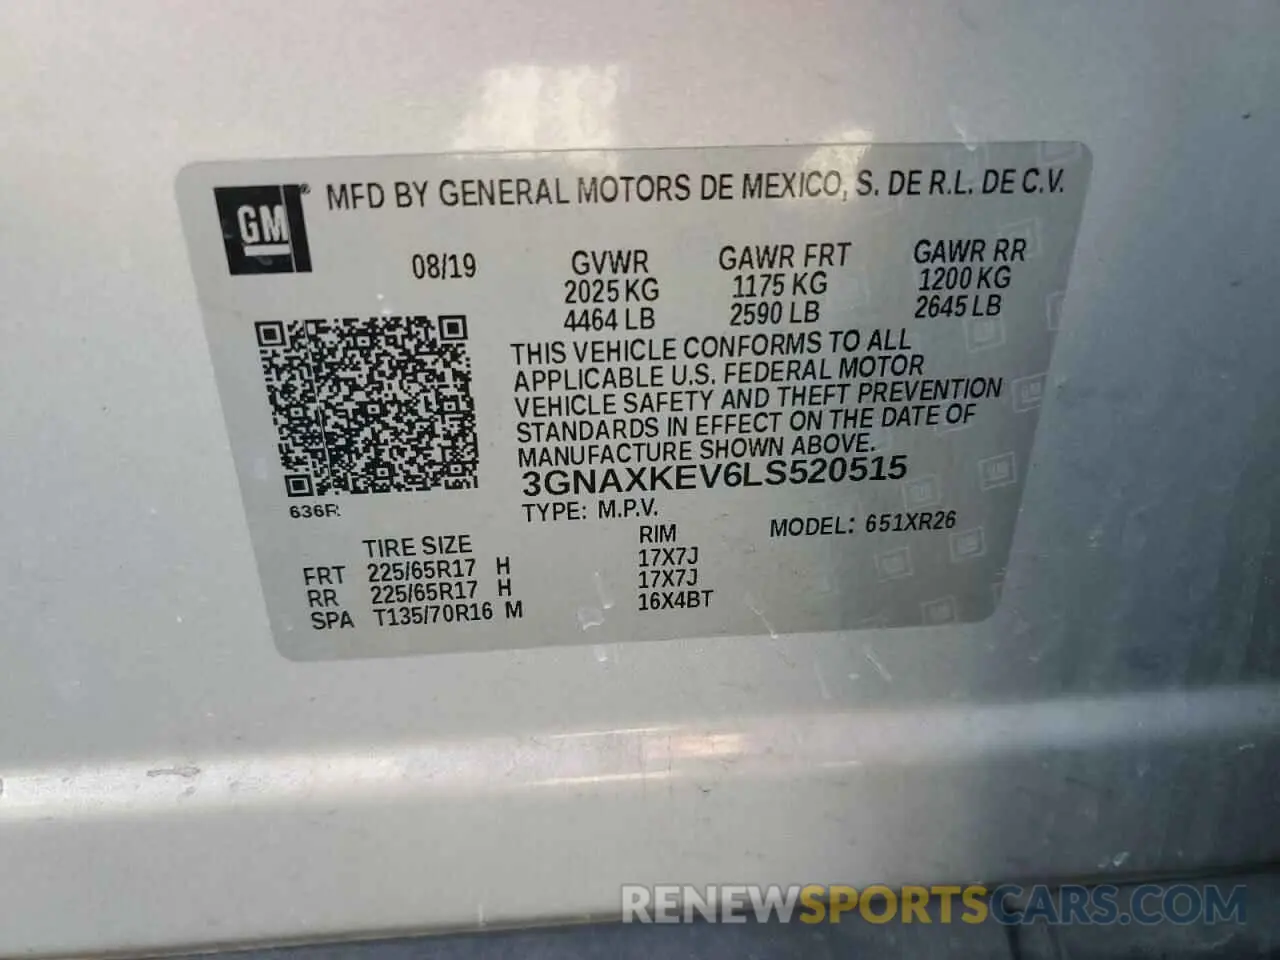 GM® MFD BY GENERAL MOTORS DE MEXICO, S. DE R.L. DE C.V.
08/19 GVWR GAWR FRT GAWR RR
2025 KG 1175 KG 1200 KG
4464 LB 2590 LB 2645 LB
THIS VEHICLE CONFORMS TO ALL
APPLICABLE U.S. FEDERAL MOTOR
VEHICLE SAFETY AND THEFT PREVENTION
STANDARDS IN EFFECT ON THE DATE OF
MANUFACTURE SHOWN ABOVE.
3GNAXKEV6LS520515
636R TYPE: M.P.V. MODEL: 651XR26
TIRE SIZE RIM
FRT 225/65R17 H 17X7J
RR 225/65R17 H 17X7J
SPA T135/70R16 M 16X4BT
RENEWSPORTSCARS.COM